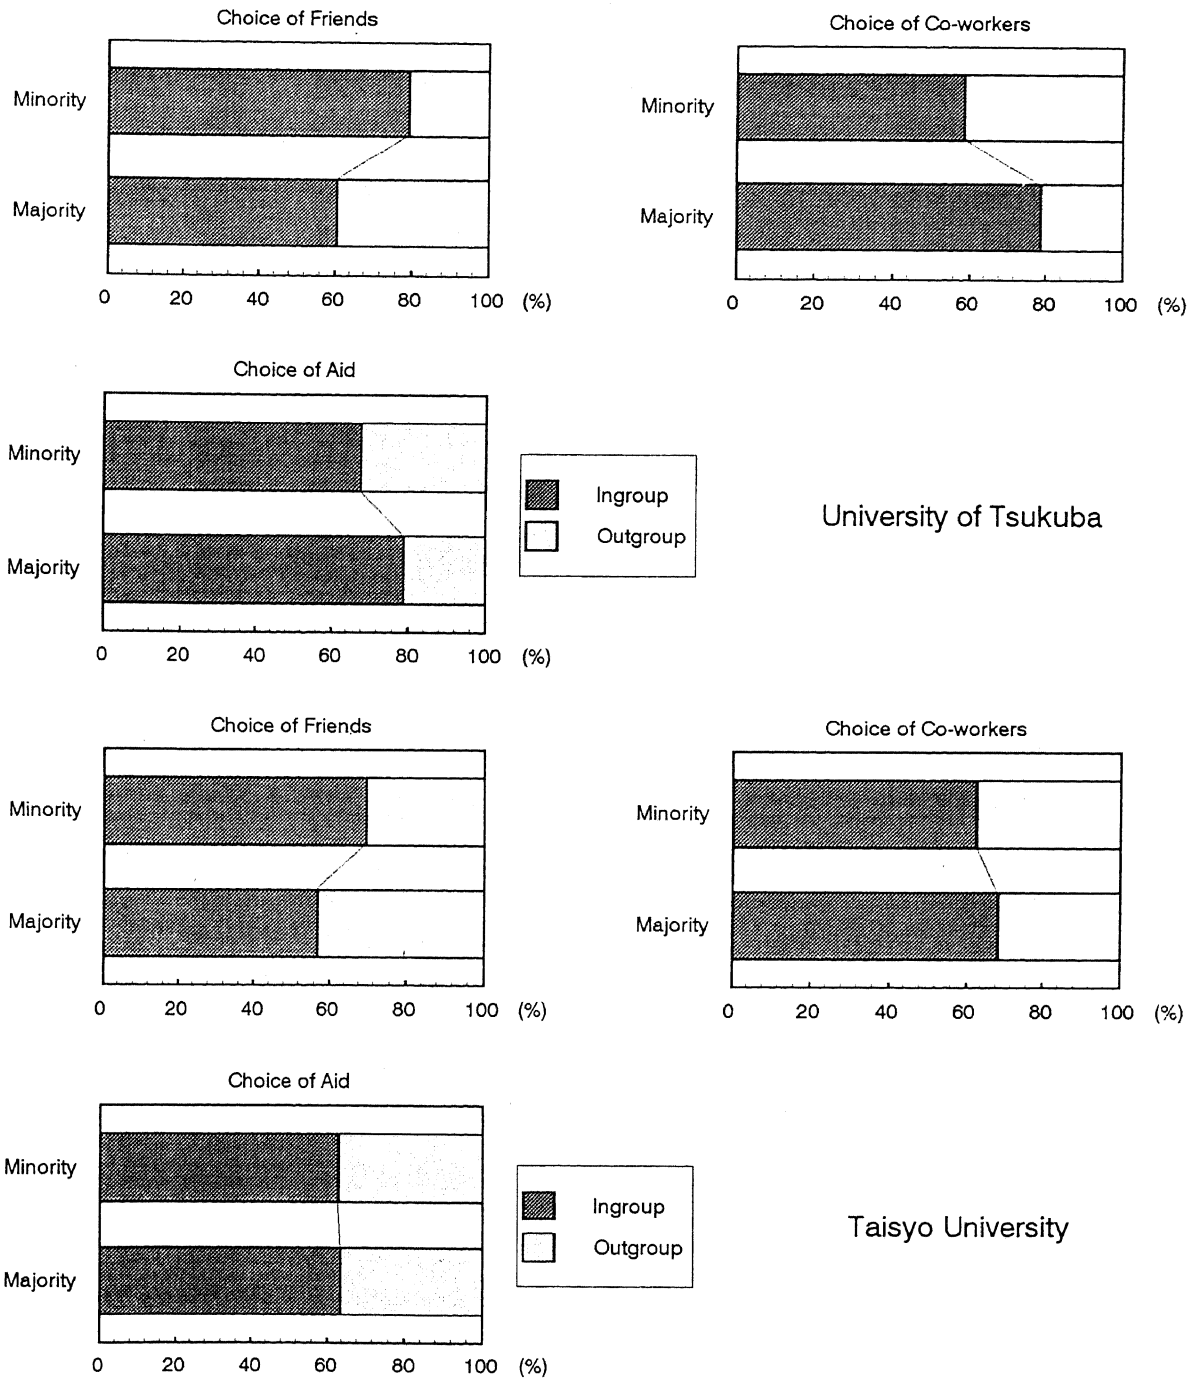 Choice of Friends
Minority
Majority
0 20 40 60 80 100 (%)
Choice of Co-workers
Minority
Majority
0 20 40 60 80 100 (%)
Choice of Aid
Minority
Majority
0 20 40 60 80 100 (%)
Ingroup
Outgroup
University of Tsukuba
Choice of Friends
Minority
Majority
0 20 40 60 80 100 (%)
Choice of Co-workers
Minority
Majority
0 20 40 60 80 100 (%)
Choice of Aid
Minority
Majority
0 20 40 60 80 100 (%)
Ingroup
Outgroup
Taisyo University